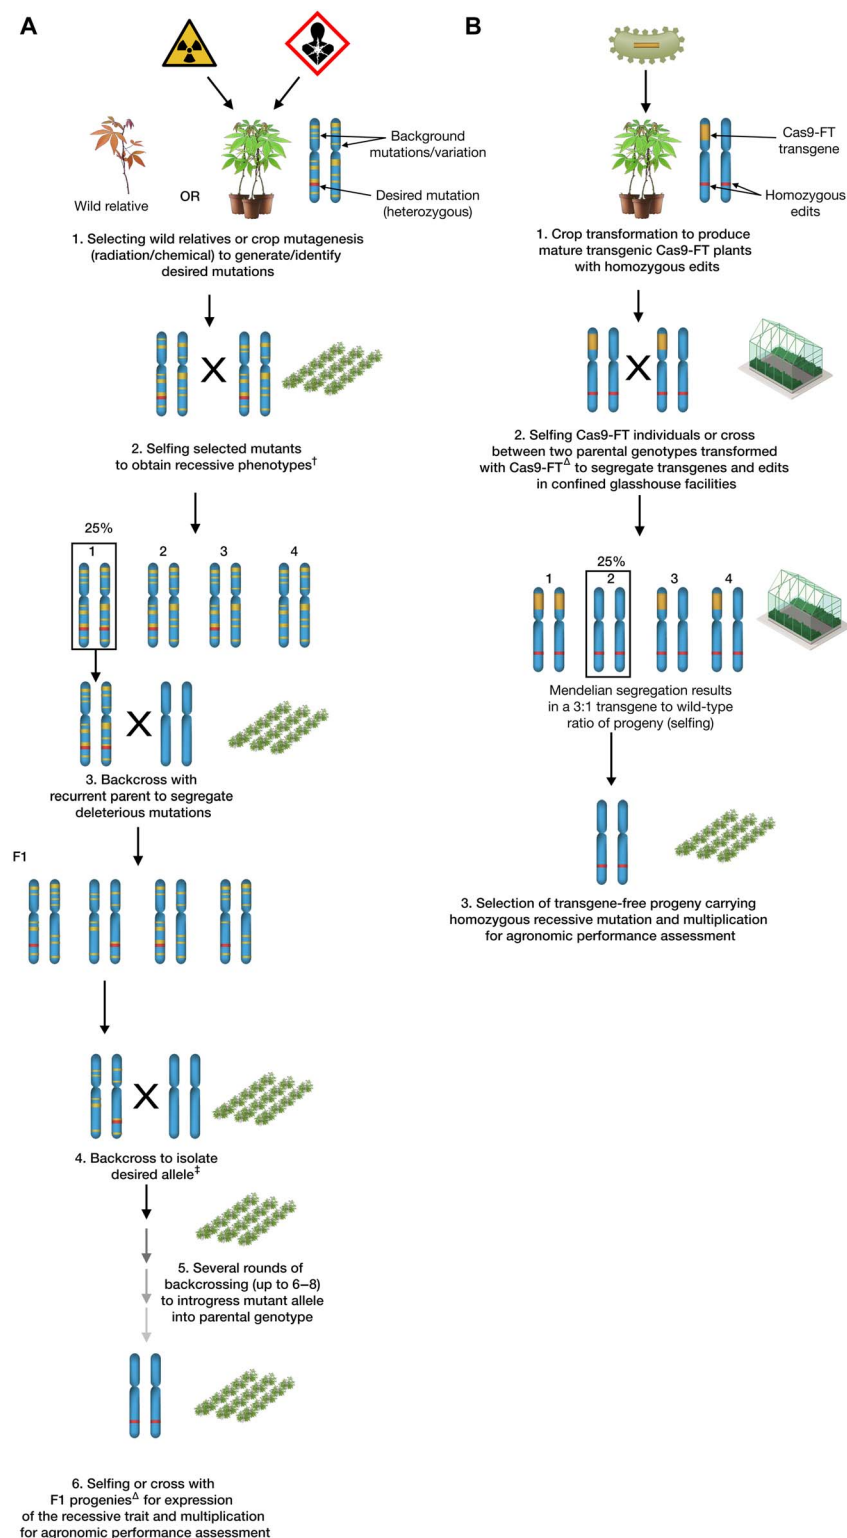 A
Wild relative
OR
Background
mutations/variation
Desired mutation
(heterozygous)
1. Selecting wild relatives or crop mutagenesis
(radiation/chemical) to generate/identify
desired mutations
X
2. Selfing selected mutants
to obtain recessive phenotypes†
25%
1
2
3
4
X
3. Backcross with
recurrent parent to segregate
deleterious mutations
F1
X
4. Backcross to isolate
desired allele‡
5. Several rounds of
backcrossing (up to 6–8)
to introgress mutant allele
into parental genotype
6. Selfing or cross with
F1 progenies∆ for expression
of the recessive trait and multiplication
for agronomic performance assessment
B
Cas9-FT
transgene
Homozygous
edits
1. Crop transformation to produce
mature transgenic Cas9-FT plants
with homozygous edits
X
2. Selfing Cas9-FT individuals or cross
between two parental genotypes transformed
with Cas9-FT∆ to segregate transgenes and edits
in confined glasshouse facilities
25%
1
2
3
4
Mendelian segregation results
in a 3:1 transgene to wild-type
ratio of progeny (selfing)
3. Selection of transgene-free progeny carrying
homozygous recessive mutation and multiplication
for agronomic performance assessment